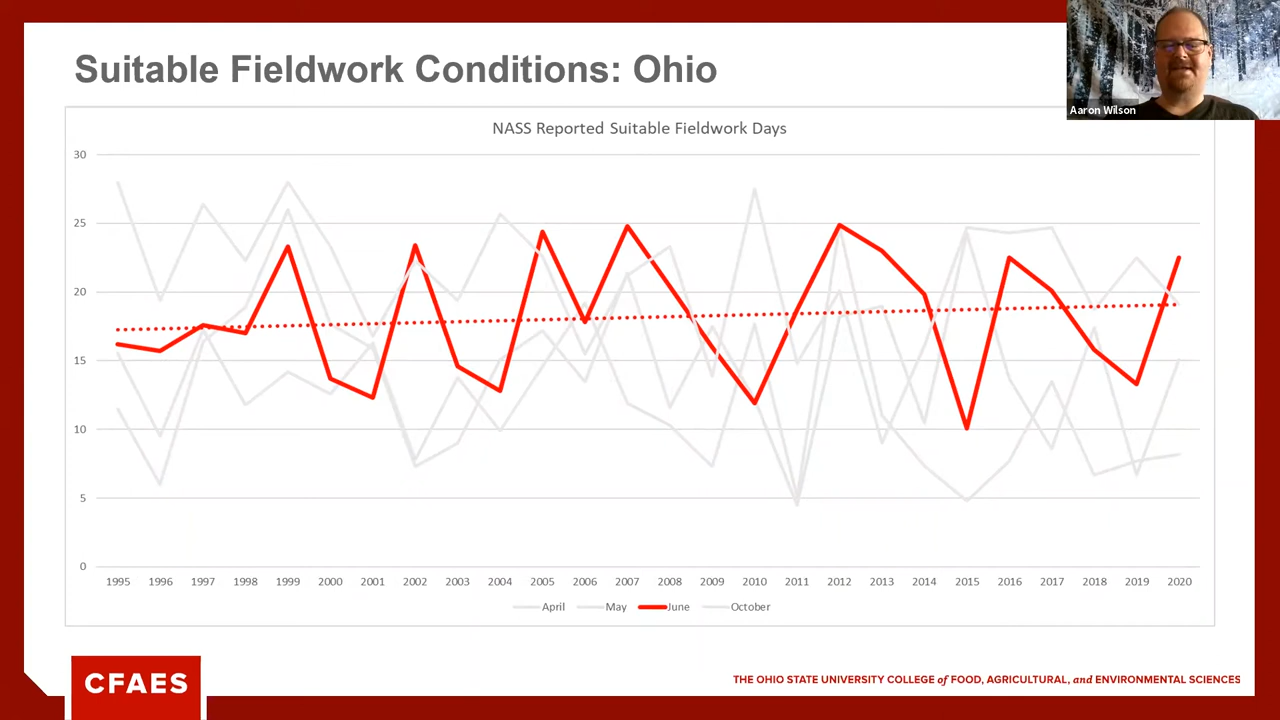 Suitable Fieldwork Conditions: Ohio
Aaron Wilson
NASS Reported Suitable Fieldwork Days
30
25
20
15
10
5
0
1995 1996 1997 1998 1999 2000 2001 2002 2003 2004 2005 2006 2007 2008 2009 2010 2011 2012 2013 2014 2015 2016 2017 2018 2019 2020
April May June October
CFAES
THE OHIO STATE UNIVERSITY COLLEGE of FOOD, AGRICULTURAL, and ENVIRONMENTAL SCIENCES